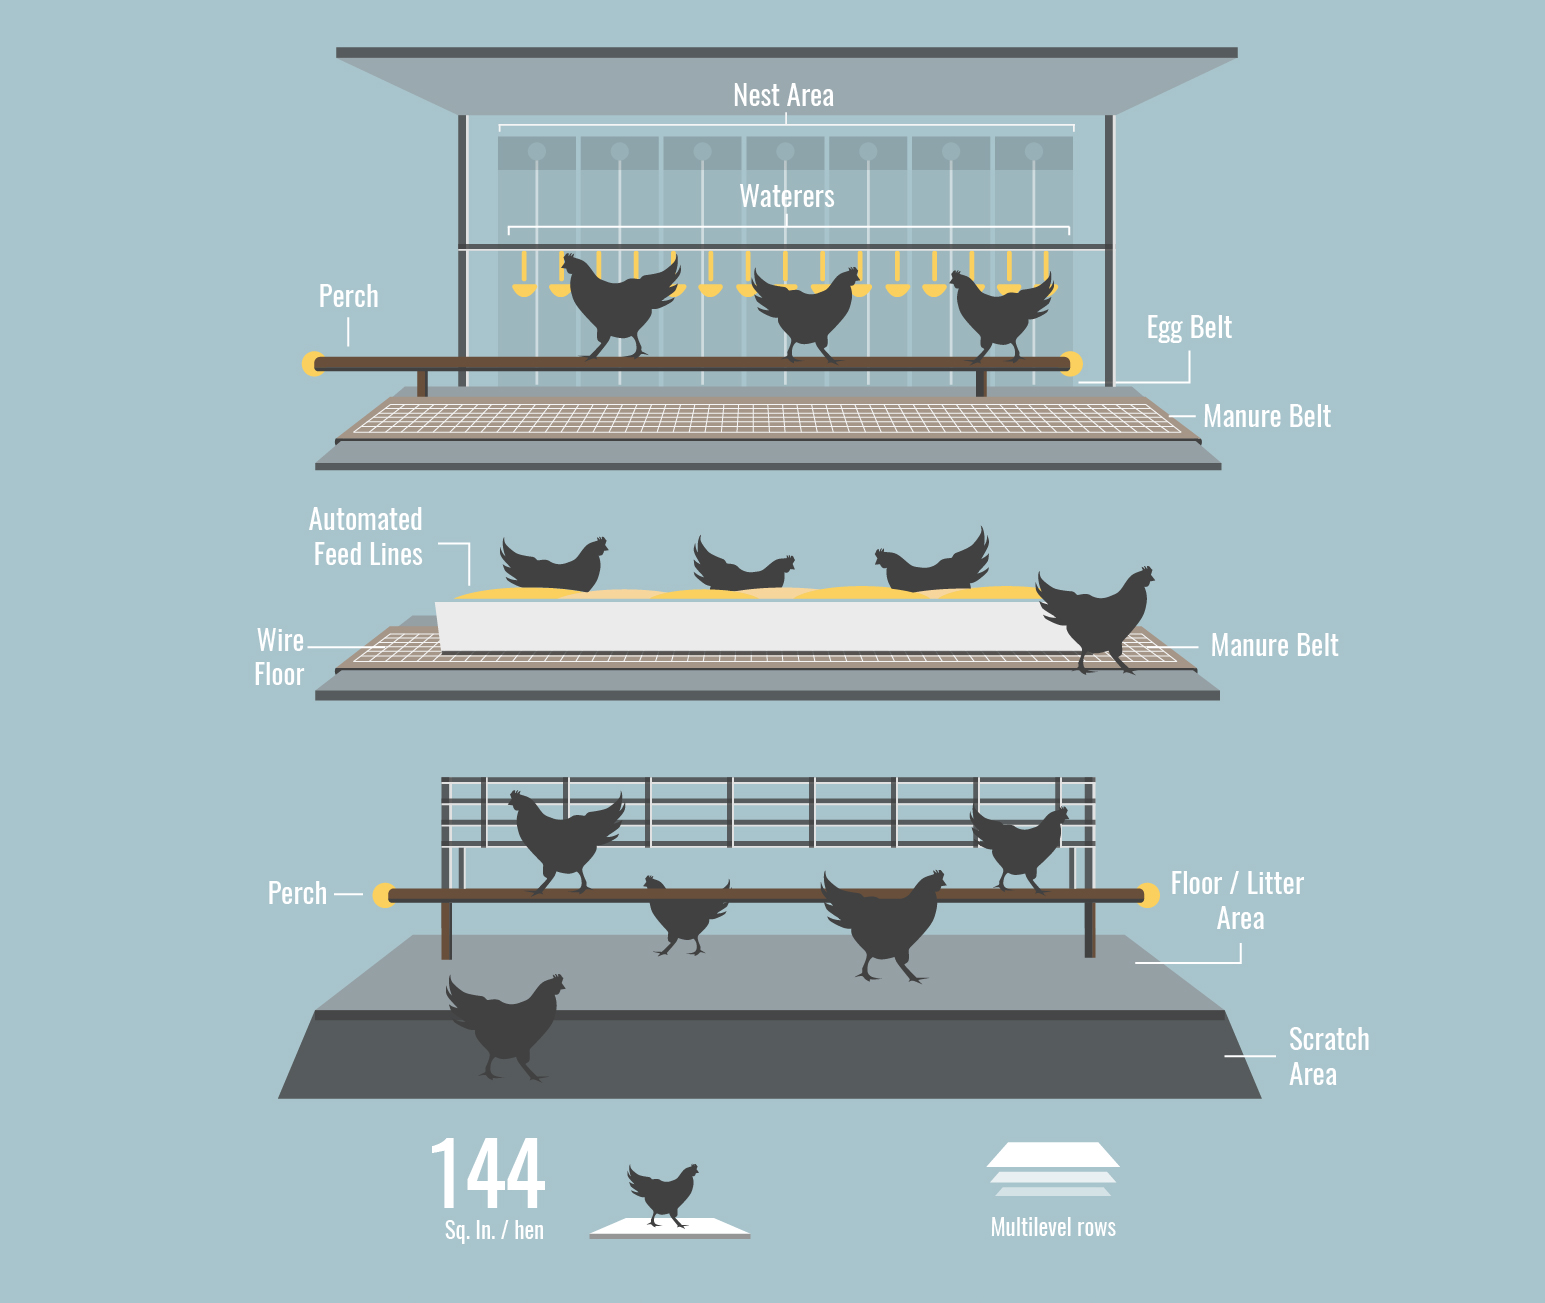 Nest Area
Waterers
Perch
Egg Belt
Manure Belt
Automated
Feed Lines
Wire
Floor
Manure Belt
Perch
Floor / Litter
Area
Scratch
Area
144
Sq. In. / hen
Multilevel rows